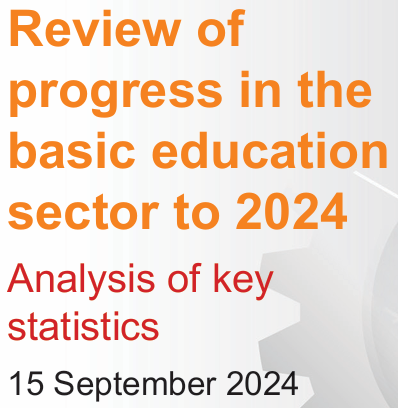 Review of
progress in the
basic education
sector to 2024
Analysis of key
statistics
15 September 2024